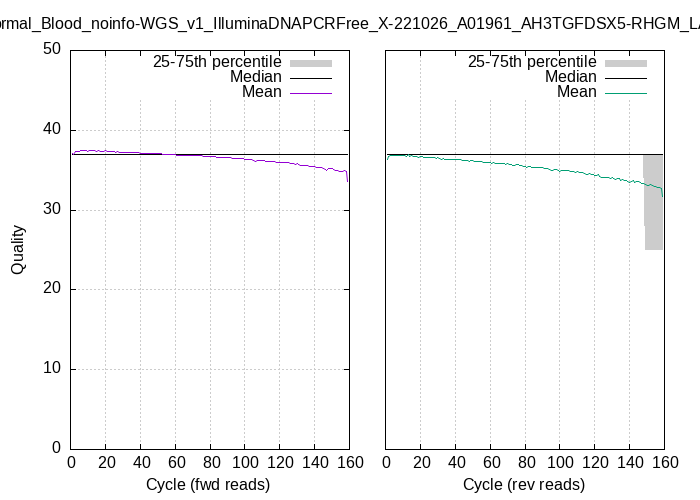 ormal_Blood_noinfo-WGS_v1_IlluminaDNAPCRFree_X-221026_A01961_AH3TGFDSX5-RHGM_LA
25-75th percentile
Median
Mean
50
40
30
20
10
0
Quality
0 20 40 60 80 100 120 140 160
Cycle (fwd reads)
25-75th percentile
Median
Mean
0 20 40 60 80 100 120 140 160
Cycle (rev reads)